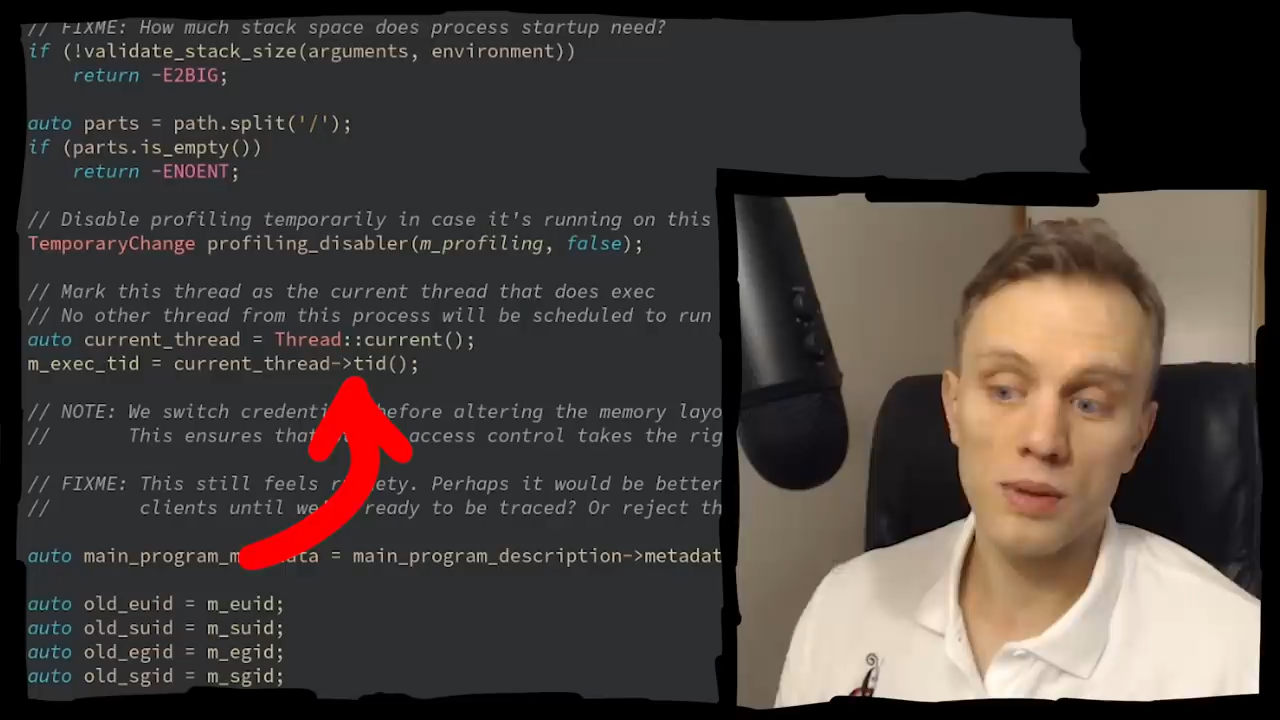 // FIXME: How much stack space does process startup need?
if (!validate_stack_size(arguments, environment))
return -E2BIG;
auto parts = path.split('/');
if (parts.is_empty())
return -ENOENT;
// Disable profiling temporarily in case it's running on this
TemporaryChange profiling_disabler(m_profiling, false);
// Mark this thread as the current thread that does exec
// No other thread from this process will be scheduled to run
auto current_thread = Thread::current();
m_exec_tid = current_thread->tid();
// NOTE: We switch before altering the memory layo
// This ensures that access control takes the rig
// FIXME: This still feels Perhaps it would be better
// clients until ready to be traced? Or reject th
auto = main_program_description->metadat
auto old_euid = m_euid;
auto old_suid = m_suid;
auto old_egid = m_egid;
auto old_sgid = m_sgid;